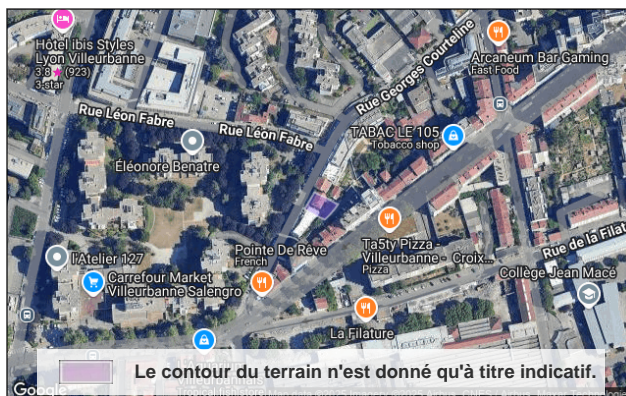 Hôtel ibis Styles
Lyon Villeurbanne
3.8 ★ (923)
3-star
Arcaneum Bar Gaming
Fast Food
Rue Georges Courteline
Rue Léon Fabre
Rue Léon Fabre
TABAC LE 105
Tobacco shop
Éléonore Benatre
l'Atelier 127
Carrefour Market
Villeurbanne Salengro
Pointe De Rêve
French
Ta5ty Pizza -
Villeurbanne - Croix...
Pizza
Rue de la Filat
Collège Jean Macé
La Filature
Le contour du terrain n'est donné qu'à titre indicatif.
Google